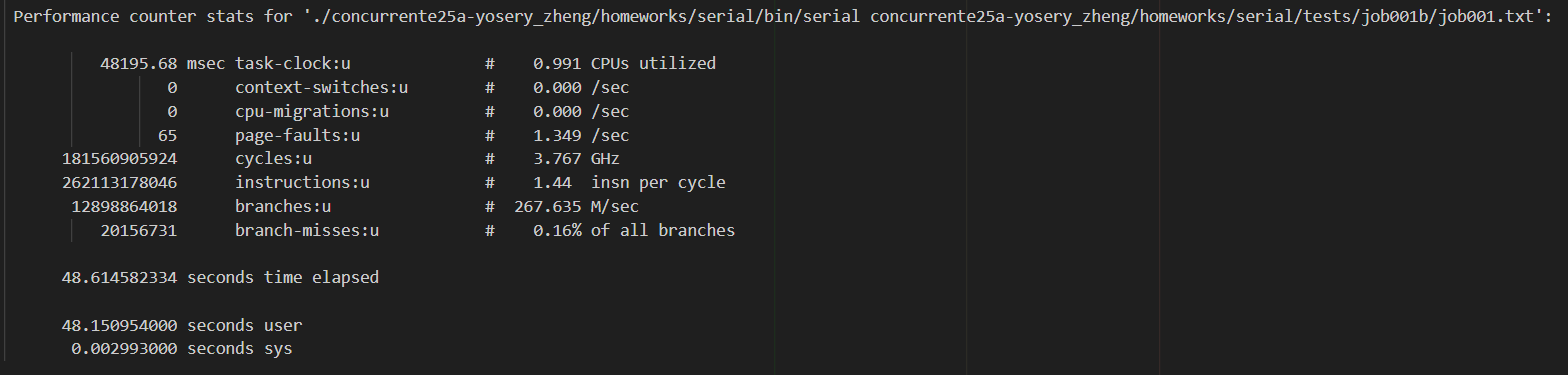 Performance counter stats for './concurrente25a-yosery_zheng/homeworks/serial/bin/serial concurrente25a-yosery_zheng/homeworks/serial/tests/job001b/job001.txt':
48195.68 msec task-clock:u # 0.991 CPUs utilized
0 context-switches:u # 0.000 /sec
0 cpu-migrations:u # 0.000 /sec
65 page-faults:u # 1.349 /sec
181560905924 cycles:u # 3.767 GHz
262113178046 instructions:u # 1.44 insn per cycle
12898864018 branches:u # 267.635 M/sec
20156731 branch-misses:u # 0.16% of all branches
48.614582334 seconds time elapsed
48.150954000 seconds user
0.002993000 seconds sys